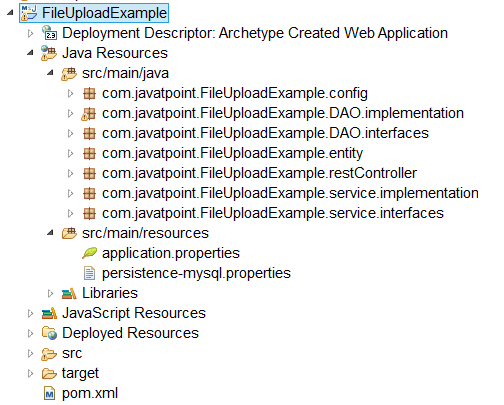 FileUploadExample
Deployment Descriptor: Archetype Created Web Application
Java Resources
src/main/java
com.javatpoint.FileUploadExample.config
com.javatpoint.FileUploadExample.DAO.implementation
com.javatpoint.FileUploadExample.DAO.interfaces
com.javatpoint.FileUploadExample.entity
com.javatpoint.FileUploadExample.restController
com.javatpoint.FileUploadExample.service.implementation
com.javatpoint.FileUploadExample.service.interfaces
src/main/resources
application.properties
persistence-mysql.properties
Libraries
JavaScript Resources
Deployed Resources
src
target
pom.xml